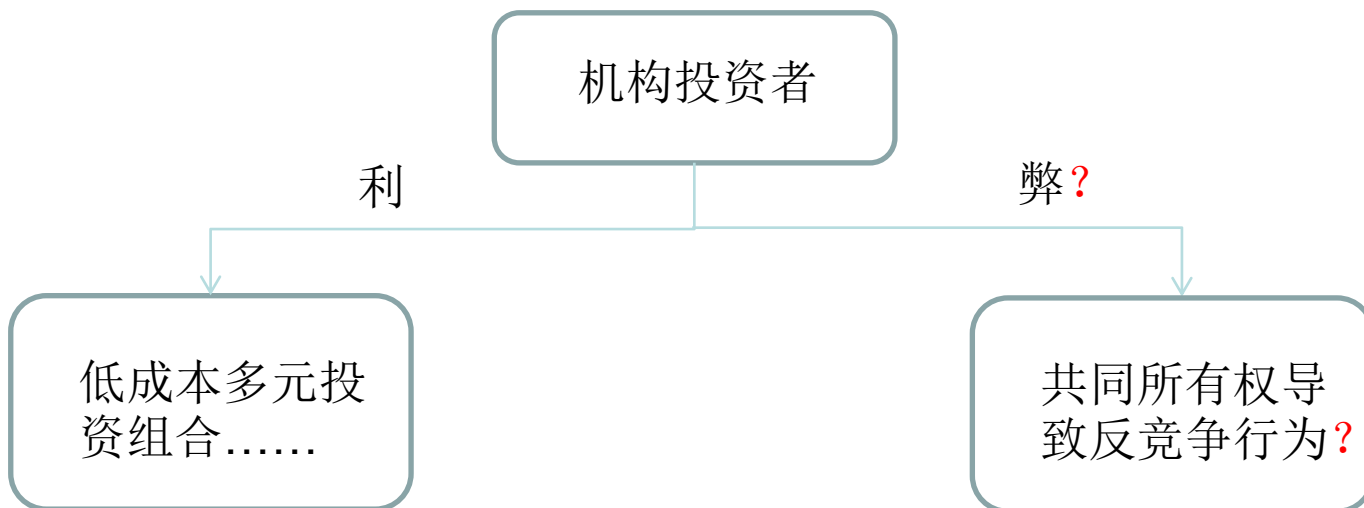 机构投资者
利
弊？
低成本多元投
资组合……
共同所有权导
致反竞争行为？